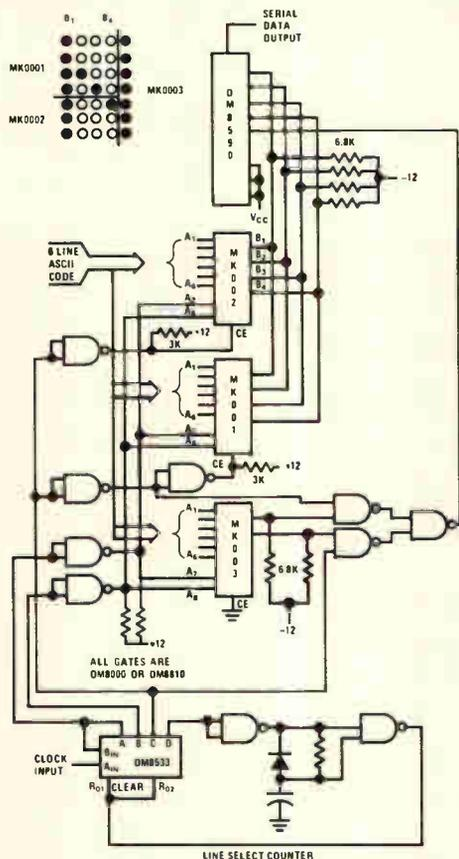 B1 B4
MK0001
MK0003
MK0002
SERIAL
DATA
OUTPUT
DM8590
6.8K
-12
VCC
6 LINE
ASCII
CODE
A1
A6
A7
A8
MK002
B1
B2
B3
B4
CE
+12
3K
A1
A6
A7
A8
MK001
CE
+12
3K
A1
A6
A7
A8
MK003
CE
6.8K
-12
+12
ALL GATES ARE
DM8000 OR DM8810
A B C D
BIN
AIN
DM8533
CLOCK
INPUT
R01 CLEAR R02
LINE SELECT COUNTER